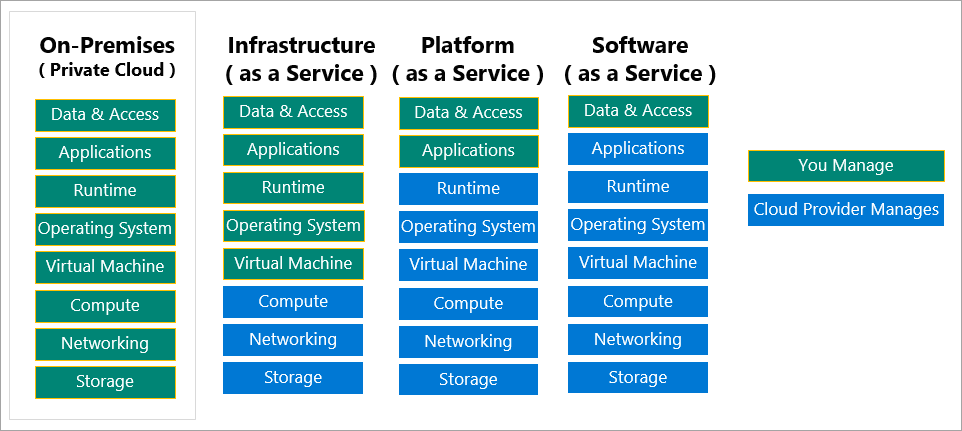 On-Premises
( Private Cloud )
Data & Access
Applications
Runtime
Operating System
Virtual Machine
Compute
Networking
Storage
Infrastructure
( as a Service )
Data & Access
Applications
Runtime
Operating System
Virtual Machine
Compute
Networking
Storage
Platform
( as a Service )
Data & Access
Applications
Runtime
Operating System
Virtual Machine
Compute
Networking
Storage
Software
( as a Service )
Data & Access
Applications
Runtime
Operating System
Virtual Machine
Compute
Networking
Storage
You Manage
Cloud Provider Manages